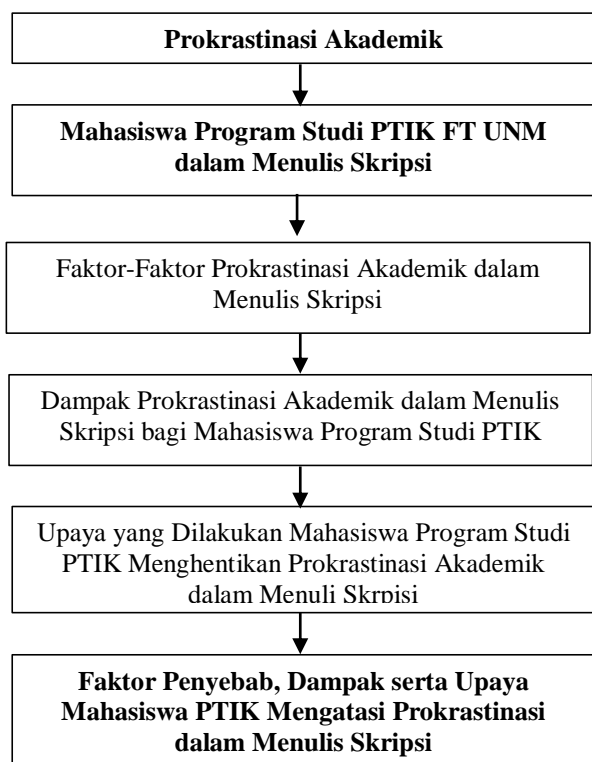 Prokrastinasi Akademik
Mahasiswa Program Studi PTIK FT UNM
dalam Menulis Skripsi
Faktor-Faktor Prokrastinasi Akademik dalam
Menulis Skripsi
Dampak Prokrastinasi Akademik dalam Menulis
Skripsi bagi Mahasiswa Program Studi PTIK
Upaya yang Dilakukan Mahasiswa Program Studi
PTIK Menghentikan Prokrastinasi Akademik
dalam Menuli Skrpisi
Faktor Penyebab, Dampak serta Upaya
Mahasiswa PTIK Mengatasi Prokrastinasi
dalam Menulis Skripsi